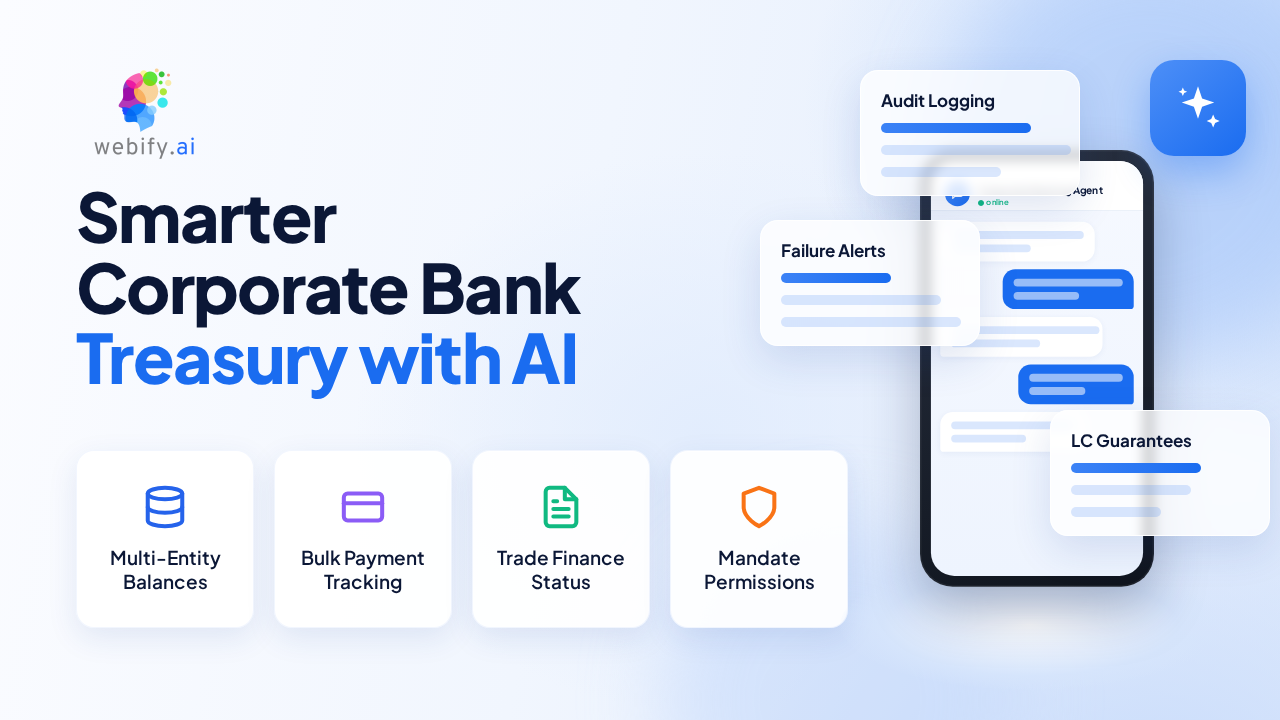 webify.ai
Smarter
Corporate Bank
Treasury with AI
Multi-Entity
Balances
Bulk Payment
Tracking
Trade Finance
Status
Mandate
Permissions
Audit Logging
Agent
online
Failure Alerts
LC Guarantees